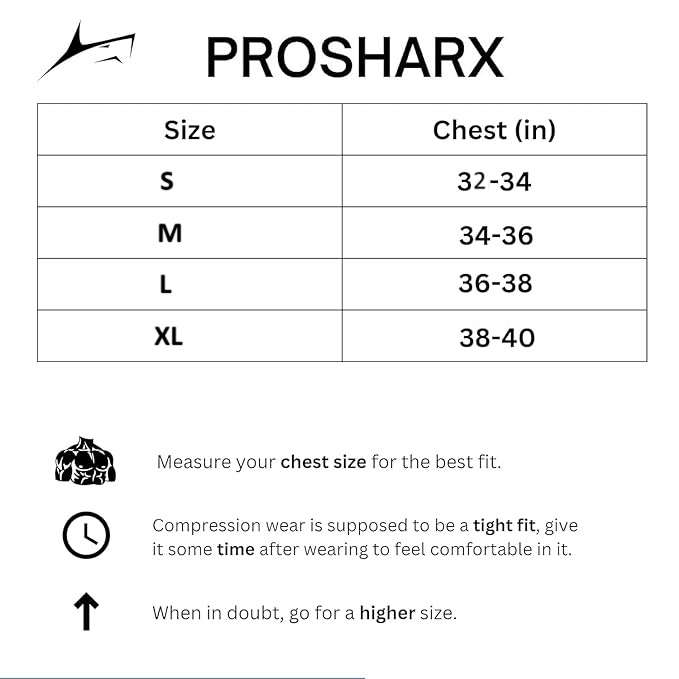 PROSHARX
Size Chest (in)
S 32-34
M 34-36
L 36-38
XL 38-40
Measure your chest size for the best fit.
Compression wear is supposed to be a tight fit, give
it some time after wearing to feel comfortable in it.
When in doubt, go for a higher size.